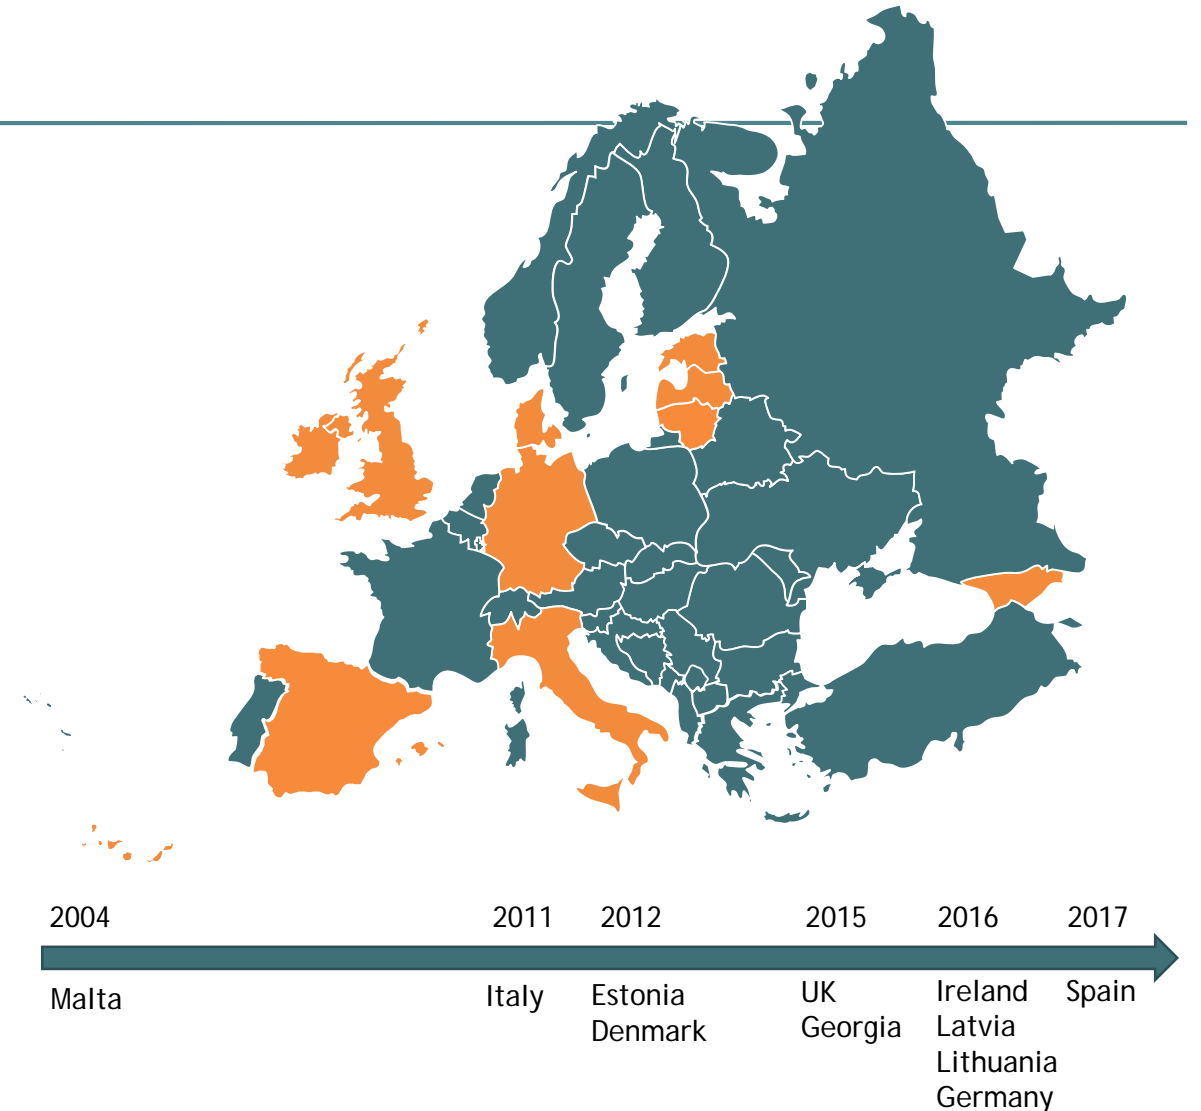 2004
2011
2012
2015
2016
2017
Malta
Italy
Estonia
Denmark
UK
Georgia
Ireland
Latvia
Lithuania
Germany
Spain